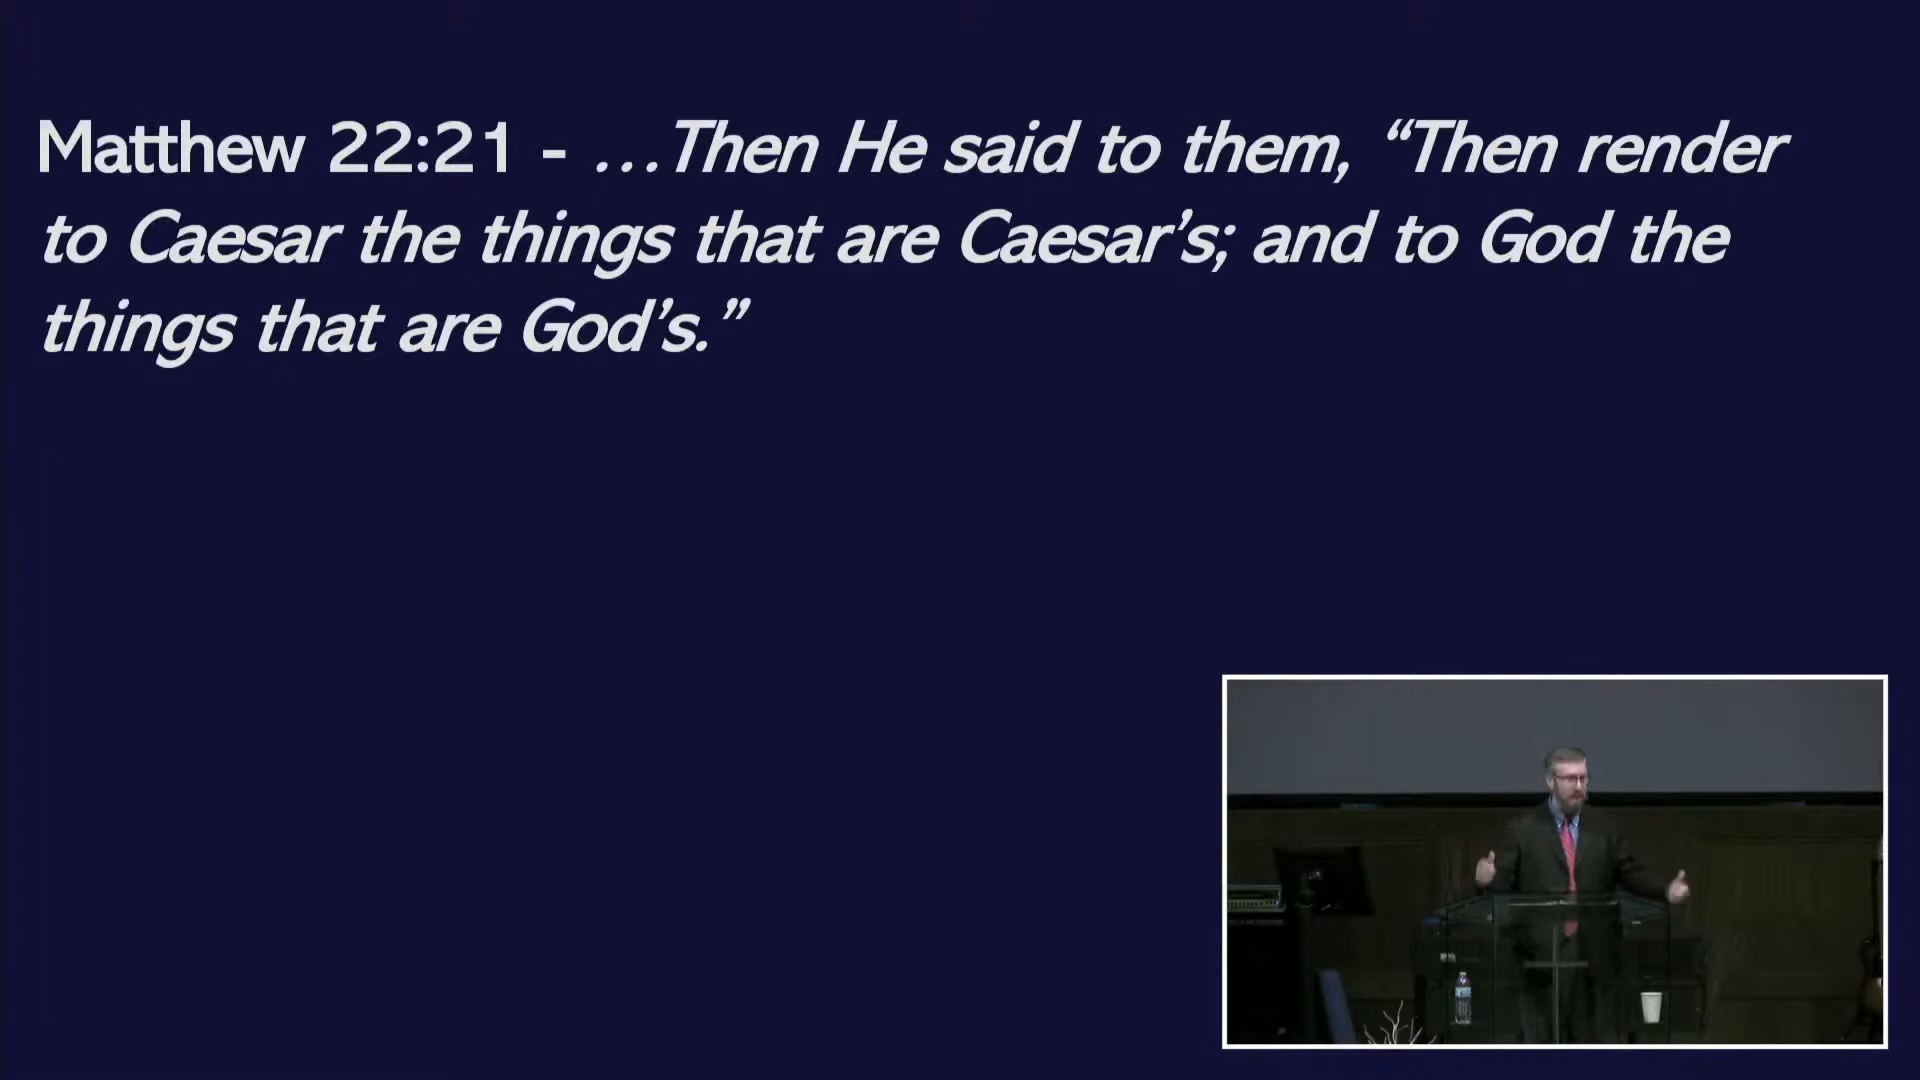 Matthew 22:21 - …Then He said to them, “Then render
to Caesar the things that are Caesar’s; and to God the
things that are God’s.”